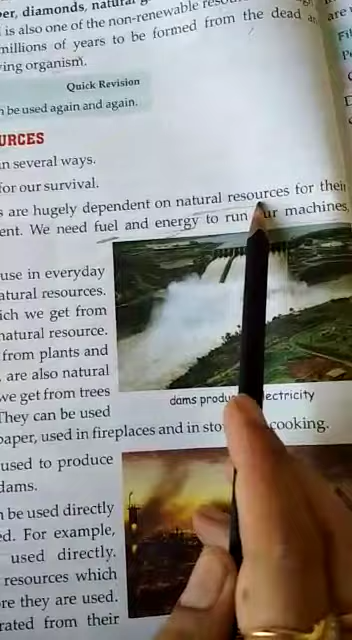 per, diamonds, natural g
is also one of the non-renewable
millions of years to be formed from the dead are
ing organism.
Quick Revision
n be used again and again.
URCES
n several ways.
for our survival.
s are hugely dependent on natural resources for their
ent. We need fuel and energy to run ur machines,
use in everyday
atural resources.
ich we get from
natural resource.
from plants and
, are also natural
we get from trees
They can be used
dams produ ectricity
paper, used in fireplaces and in sto cooking.
used to produce
dams.
n be used directly
ed. For example,
used directly.
resources which
re they are used.
rated from their